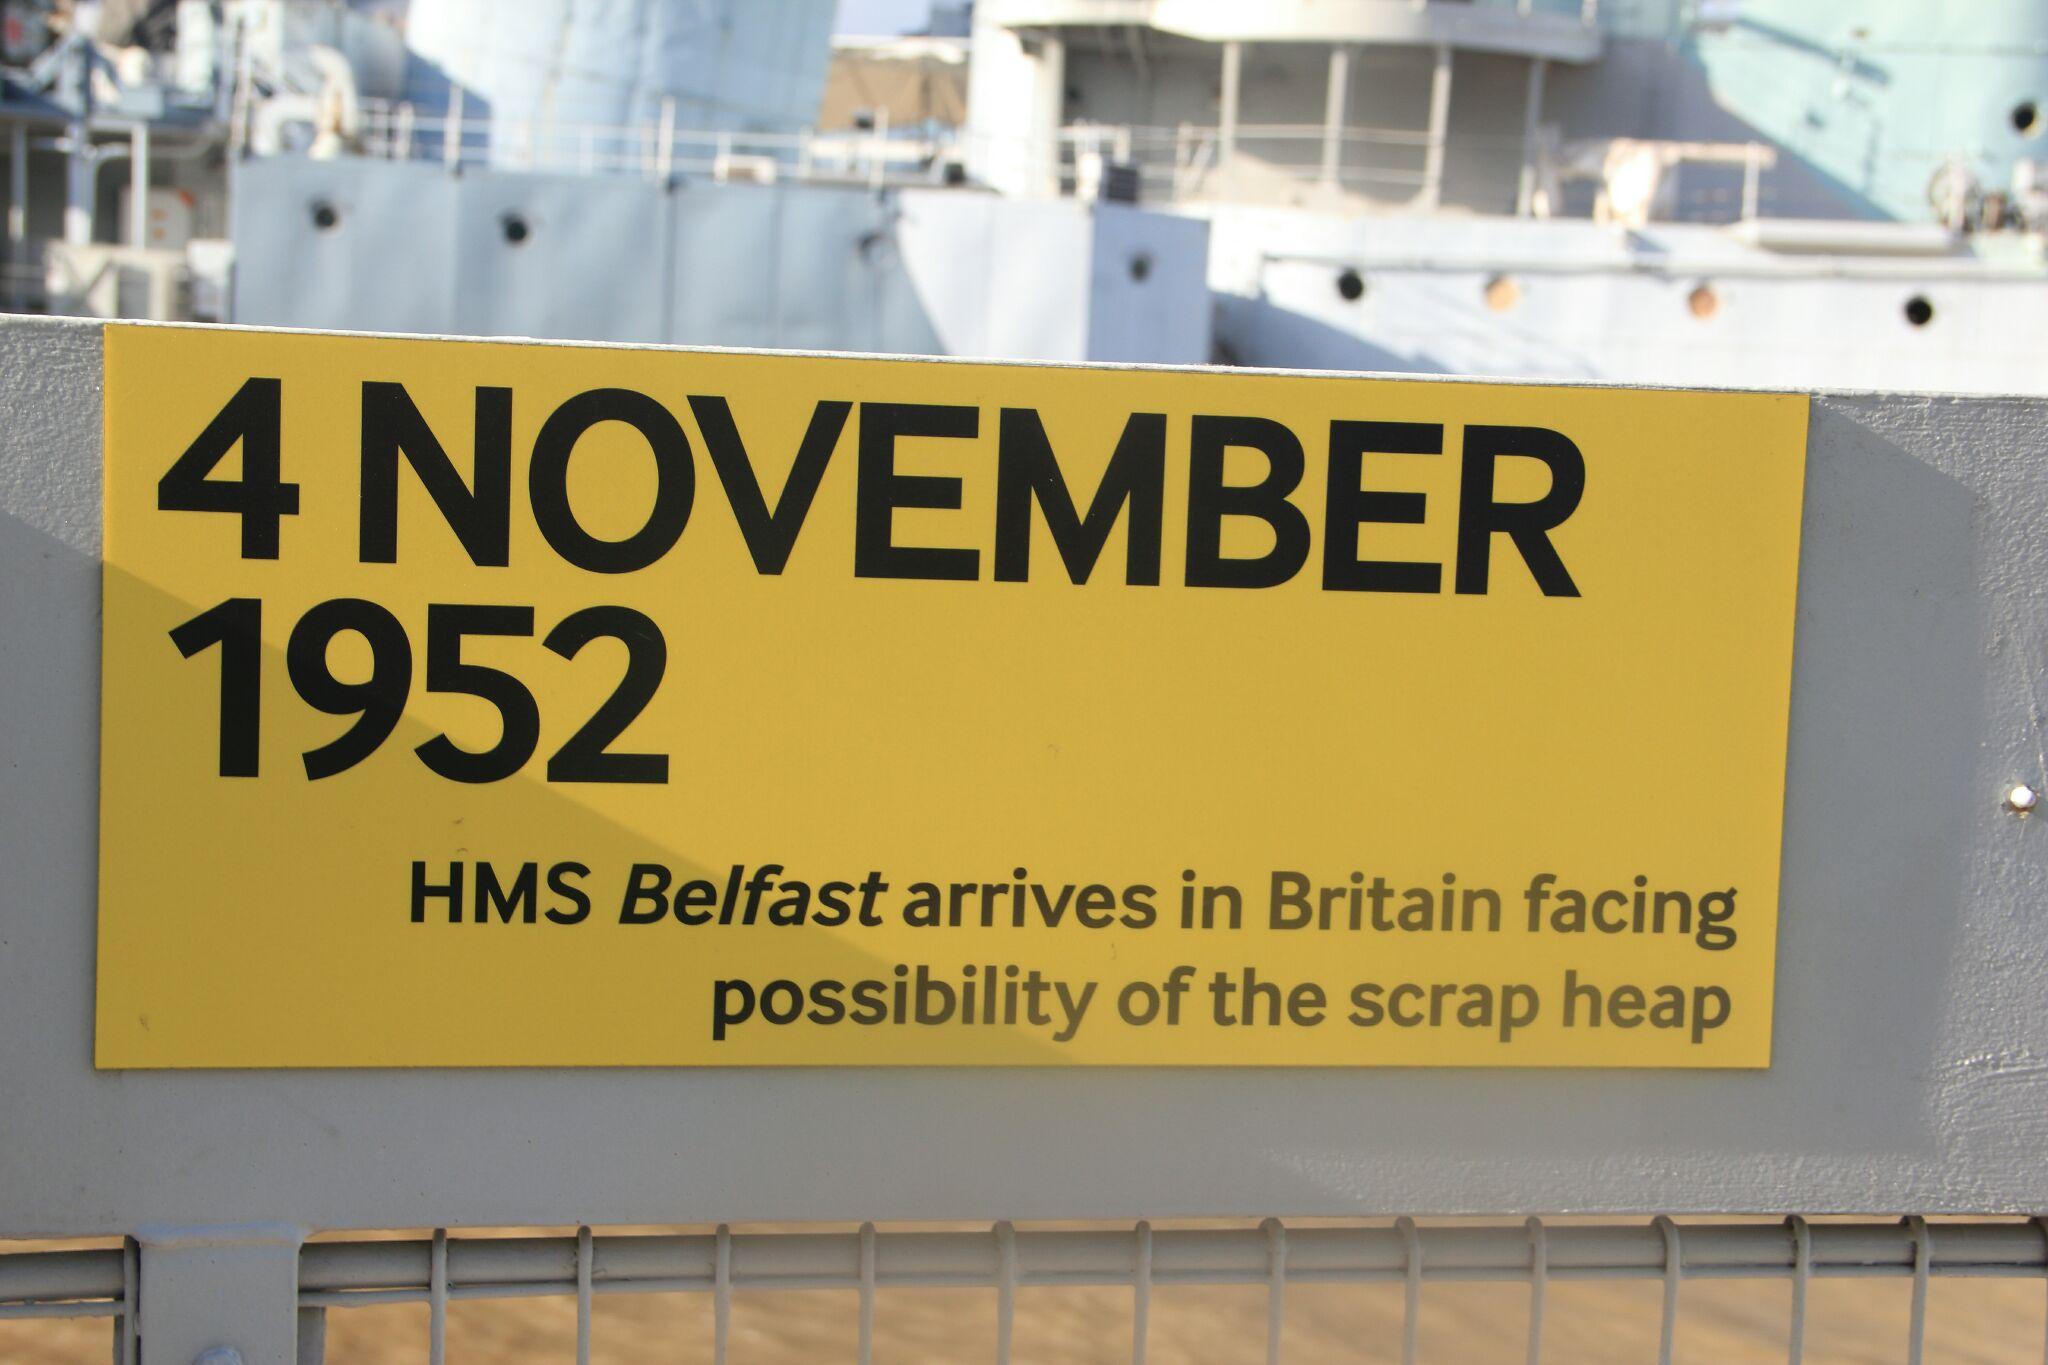 4 NOVEMBER
1952
HMS Belfast arrives in Britain facing
possibility of the scrap heap